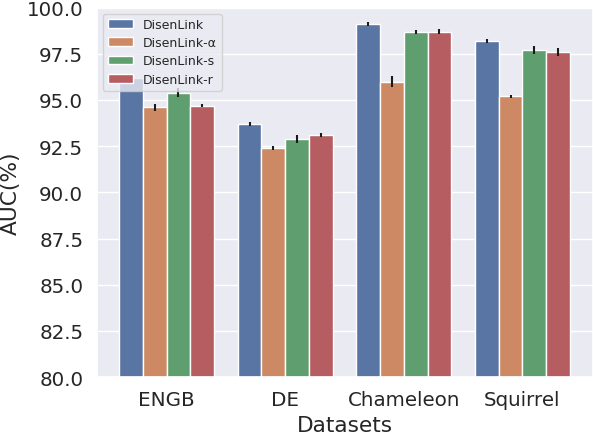 100.0
97.5
95.0
92.5
90.0
87.5
85.0
82.5
80.0
AUC(%)
DisenLink
DisenLink-α
DisenLink-s
DisenLink-r
ENGB DE Chameleon Squirrel
Datasets